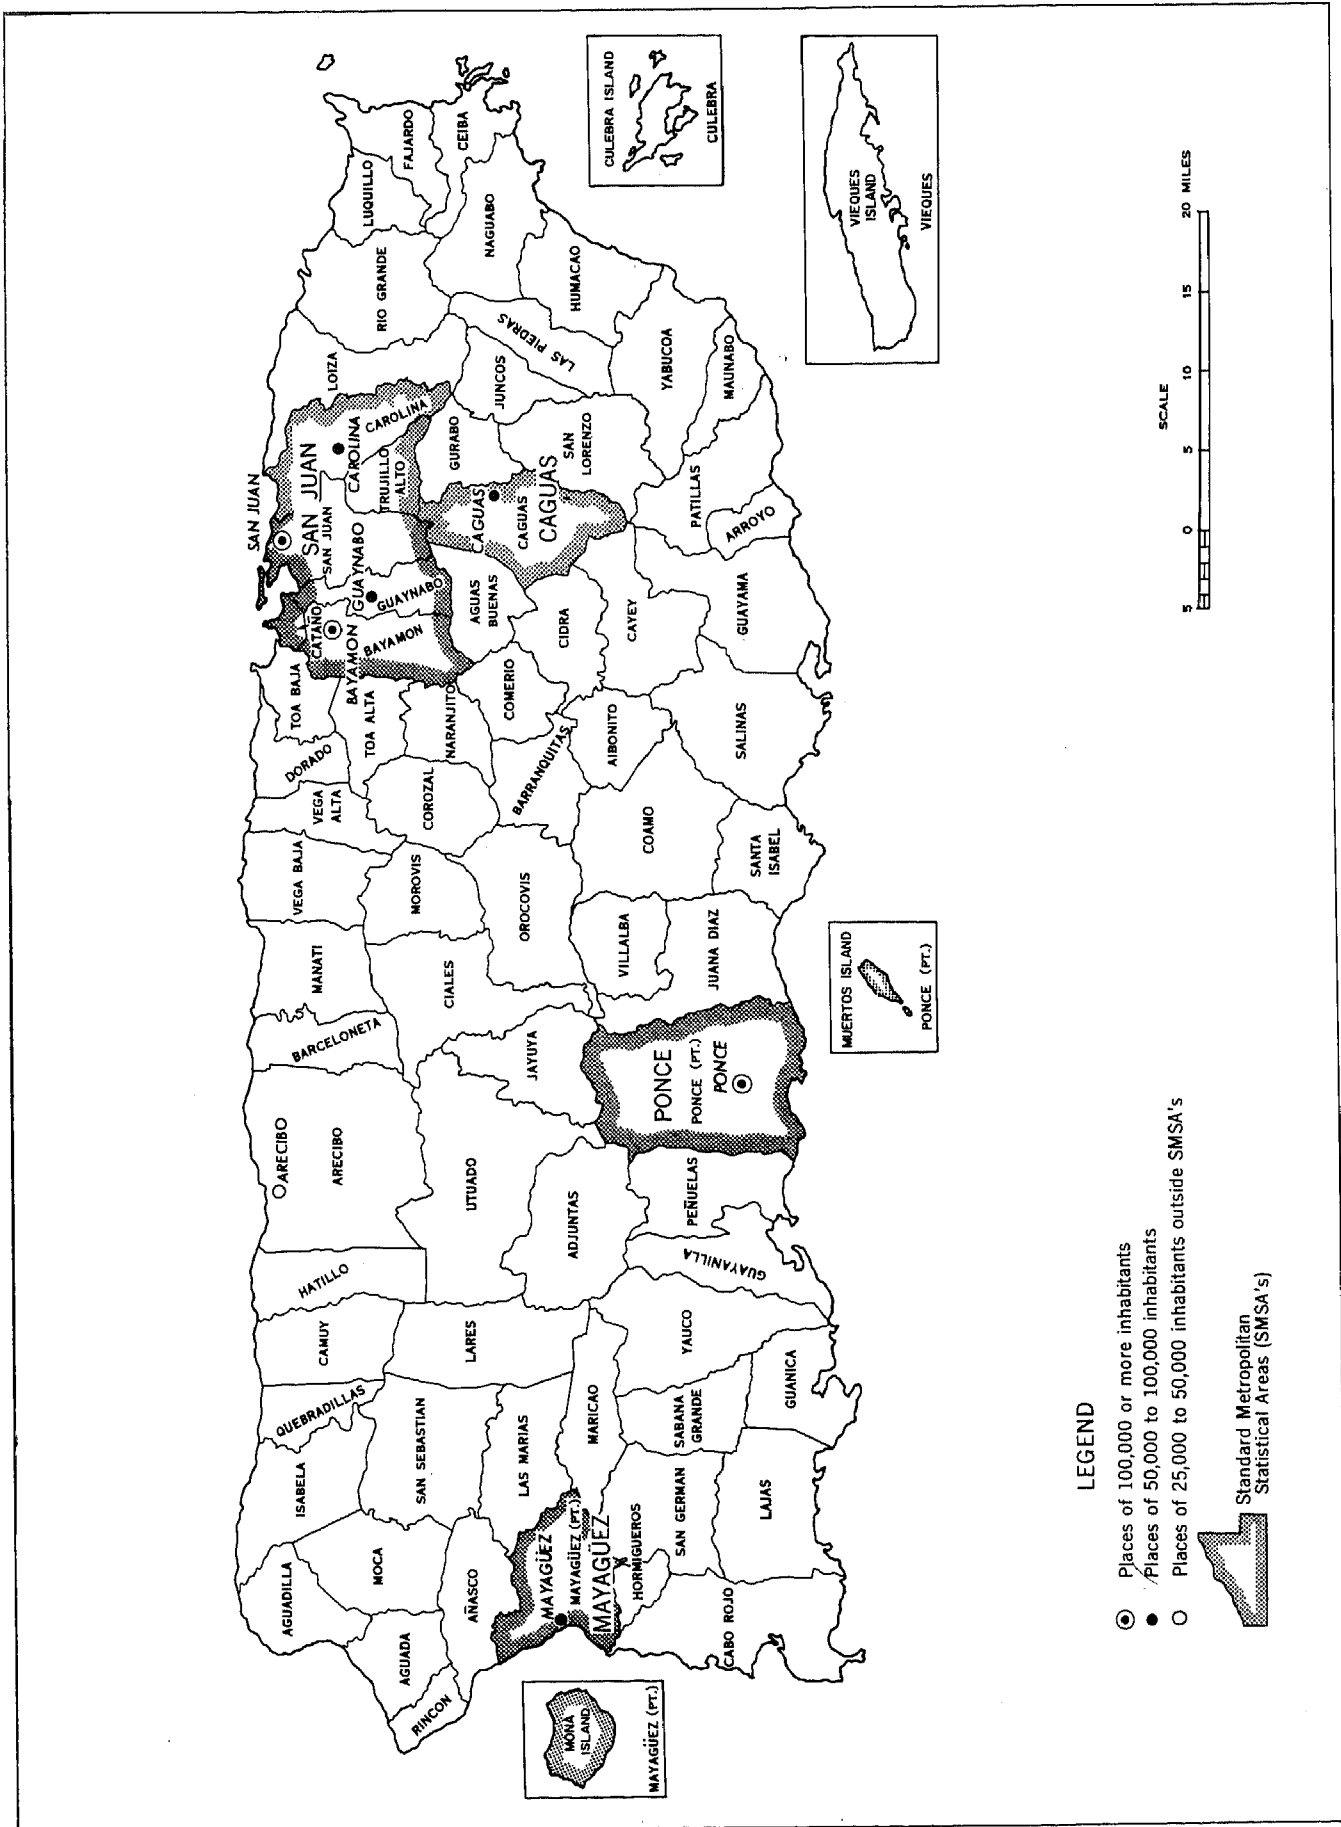 MONA
ISLAND
MAYAGÜEZ (PT.)
RINCON
AGUADA
AGUADILLA
MOCA
AÑASCO
ISABELA
SAN SEBASTIAN
QUEBRADILLAS
LAS MARIAS
MAYAGÜEZ
MAYAGÜEZ (PT.)
MAYAGÜEZ
HORMIGUEROS
CABO ROJO
SAN GERMAN
LAJAS
MARICAO
SABANA
GRANDE
GUANICA
CAMUY
LARES
YAUCO
HATILLO
GUAYANILLA
ARECIBO
ARECIBO
UTUADO
ADJUNTAS
PEÑUELAS
BARCELONETA
JAYUYA
PONCE
PONCE (PT.)
PONCE
MUERTOS ISLAND
PONCE (PT.)
MANATI
CIALES
VILLALBA
JUANA DIAZ
VEGA BAJA
MOROVIS
OROCOVIS
COAMO
SANTA
ISABEL
VEGA
ALTA
COROZAL
BARRANQUITAS
DORADO
TOA BAJA
TOA ALTA
NARANJITO
COMERIO
AIBONITO
SALINAS
CATAÑO
BAYAMON
BAYAMON
GUAYNABO
GUAYNABO
AGUAS
BUENAS
CIDRA
CAYEY
GUAYAMA
SAN JUAN
SAN JUAN
SAN JUAN
CAROLINA
CAROLINA
TRUJILLO
ALTO
CAGUAS
CAGUAS
CAGUAS
GURABO
SAN
LORENZO
PATILLAS
ARROYO
LOIZA
JUNCOS
LAS PIEDRAS
YABUCOA
MAUNABO
RIO GRANDE
LUQUILLO
FAJARDO
CEIBA
NAGUABO
HUMACAO
CULEBRA ISLAND
CULEBRA
VIEQUES
ISLAND
VIEQUES
LEGEND
Places of 100,000 or more inhabitants
Places of 50,000 to 100,000 inhabitants
Places of 25,000 to 50,000 inhabitants outside SMSA's
Standard Metropolitan
Statistical Areas (SMSA's)
SCALE
5 0 5 10 15 20 MILES